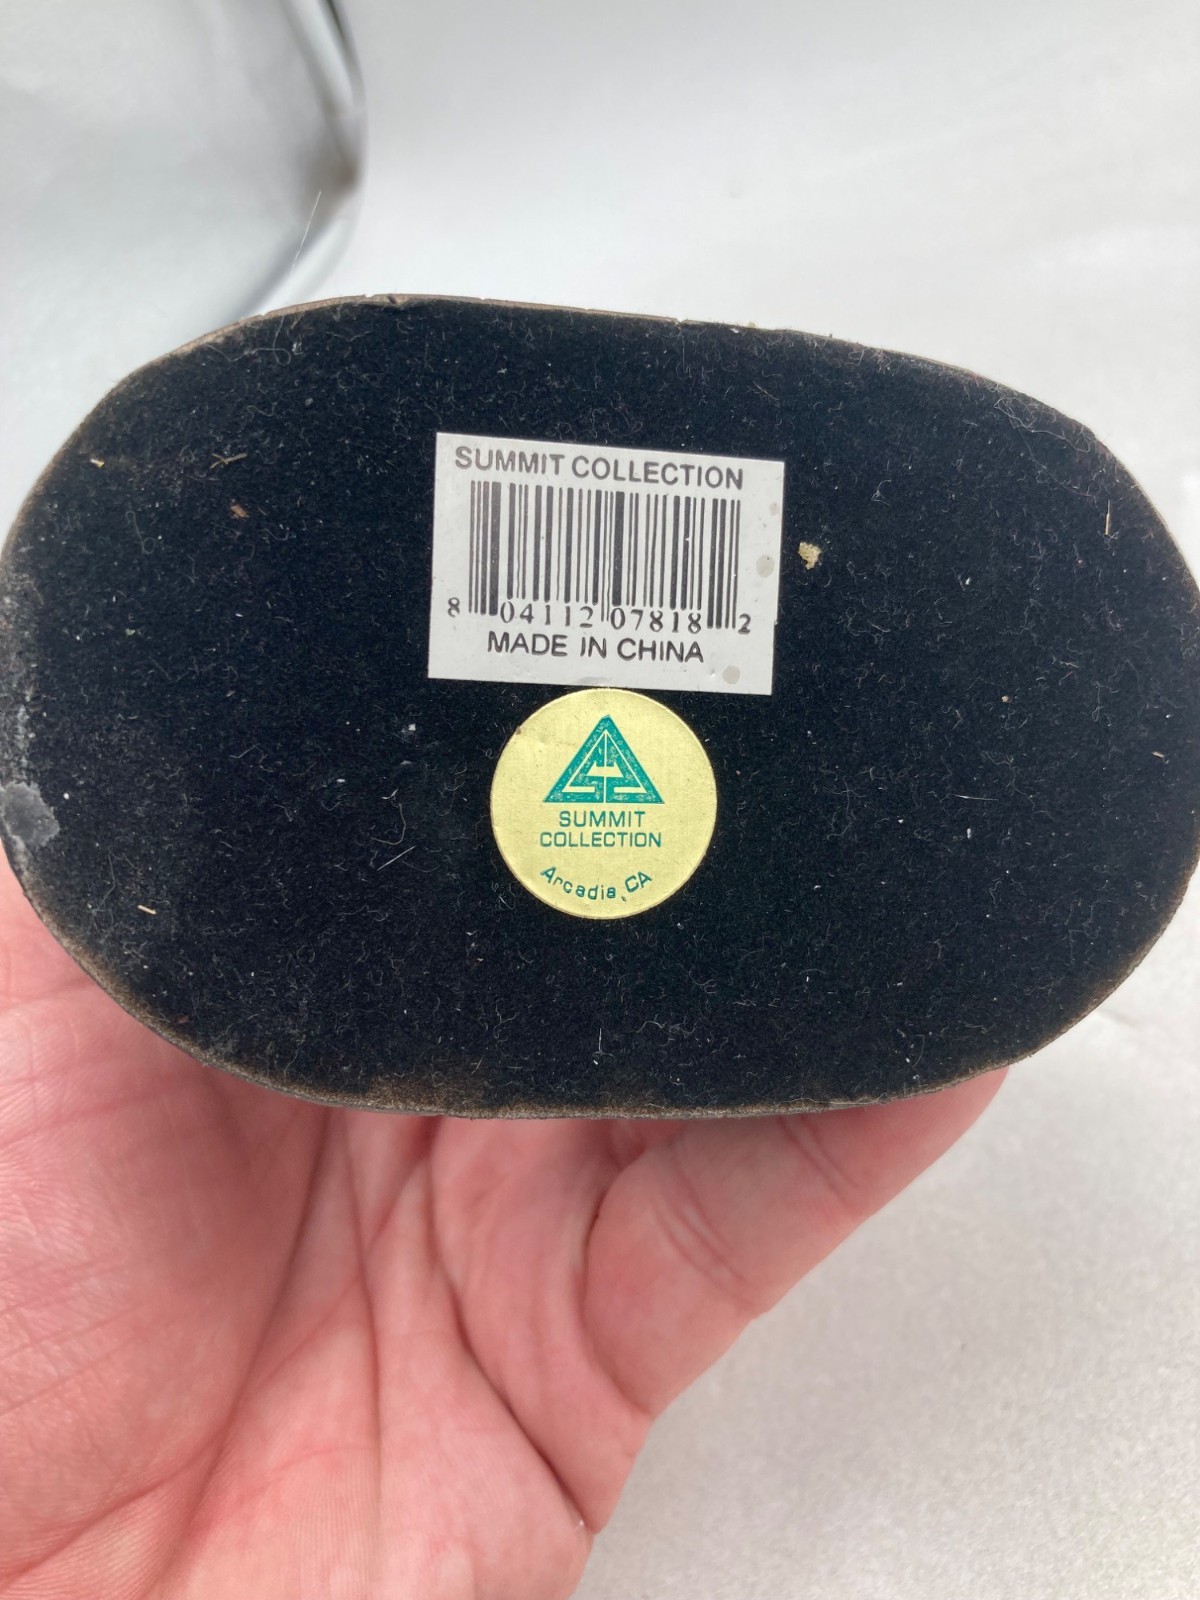 SUMMIT COLLECTION
8 04112 07818 2
MADE IN CHINA
SUMMIT
COLLECTION
Arcadia, CA